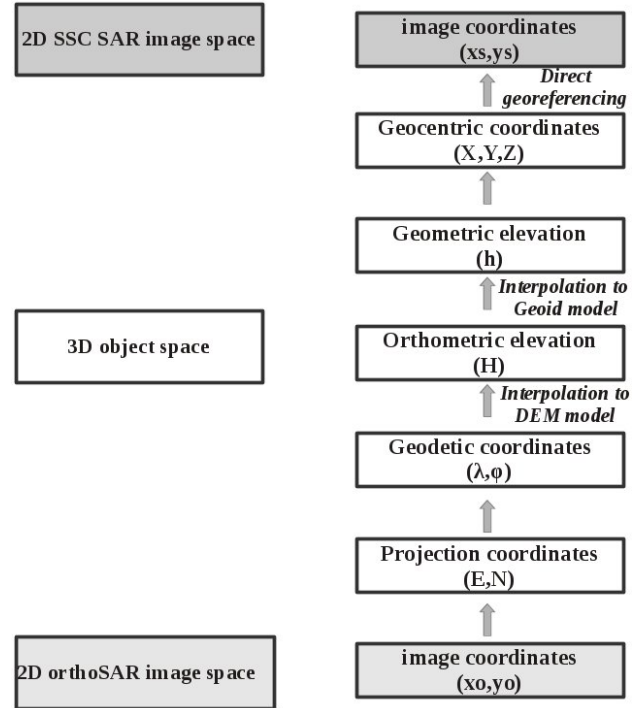 2D SSC SAR image space
image coordinates
(xs,ys)
Direct
georeferencing
Geocentric coordinates
(X,Y,Z)
Geometric elevation
(h)
Interpolation to
Geoid model
3D object space
Orthometric elevation
(H)
Interpolation to
DEM model
Geodetic coordinates
(λ,φ)
Projection coordinates
(E,N)
2D orthoSAR image space
image coordinates
(xo,yo)